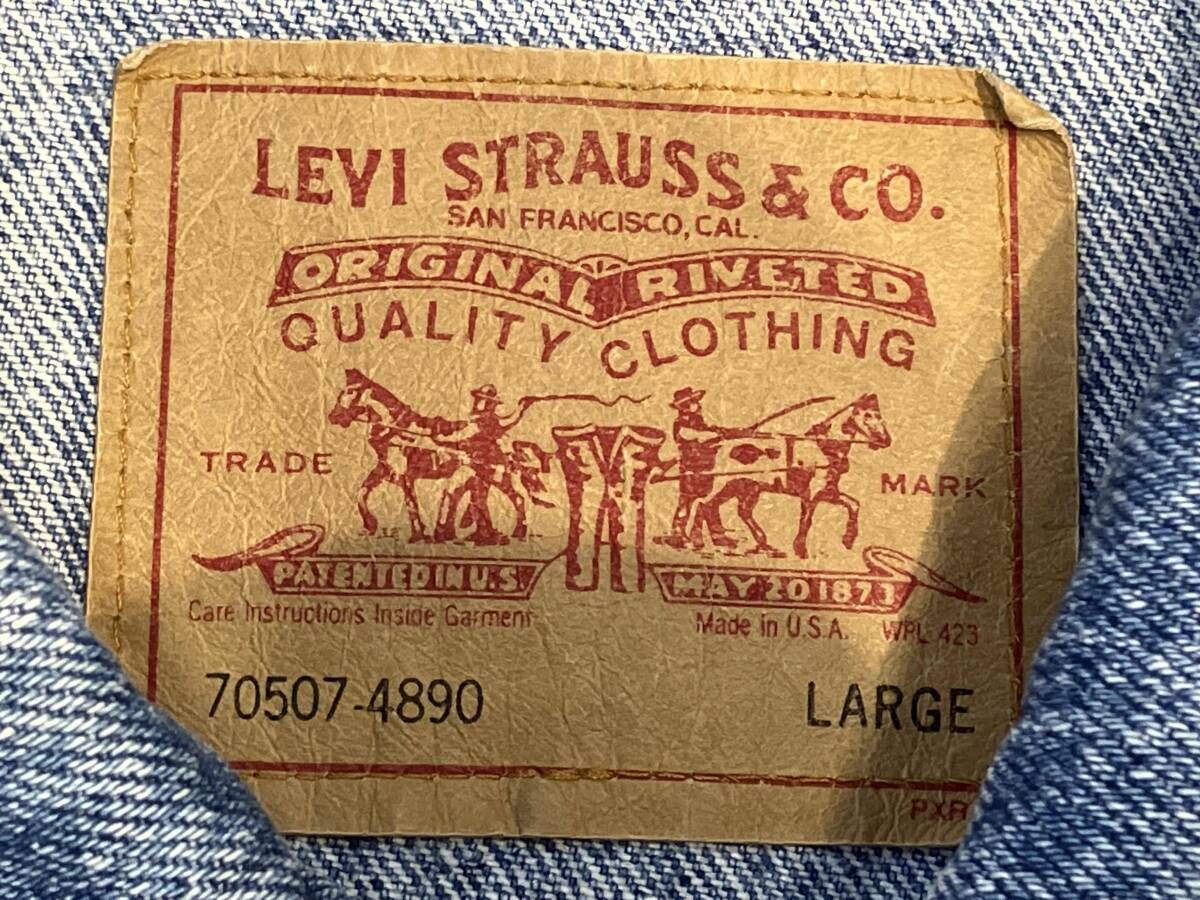 LEVI STRAUSS & CO.
SAN FRANCISCO, CAL.
ORIGINAL RIVETED
QUALITY CLOTHING
TRADE MARK
PATENTED IN U.S. MAY 20 1873
Care Instructions Inside Garment Made in U.S.A. WPL 423
70507-4890 LARGE
PXR